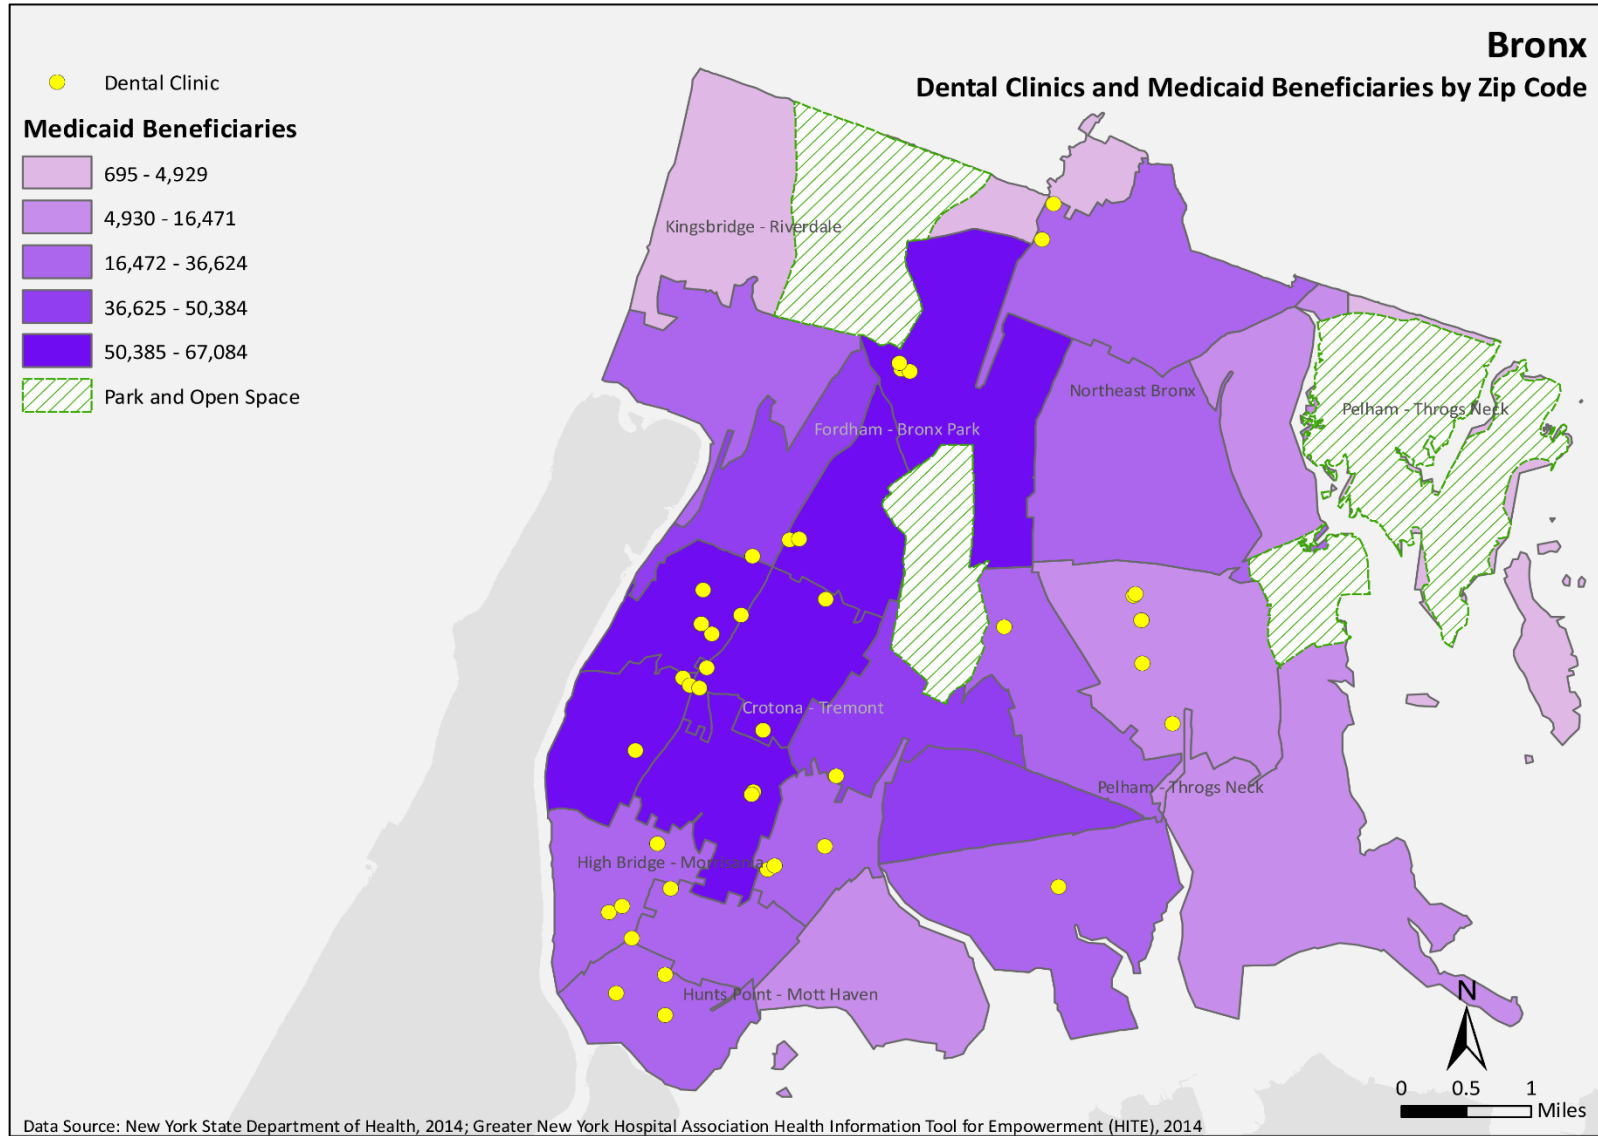 Bronx
Dental Clinics and Medicaid Beneficiaries by Zip Code
Dental Clinic
Medicaid Beneficiaries
695 - 4,929
4,930 - 16,471
16,472 - 36,624
36,625 - 50,384
50,385 - 67,084
Park and Open Space
Kingsbridge - Riverdale
Northeast Bronx
Pelham - Throgs Neck
Fordham - Bronx Park
Crotona - Tremont
Pelham - Throgs Neck
High Bridge - Morrisania
Hunts Point - Mott Haven
N
0 0.5 1
Miles
Data Source: New York State Department of Health, 2014; Greater New York Hospital Association Health Information Tool for Empowerment (HITE), 2014